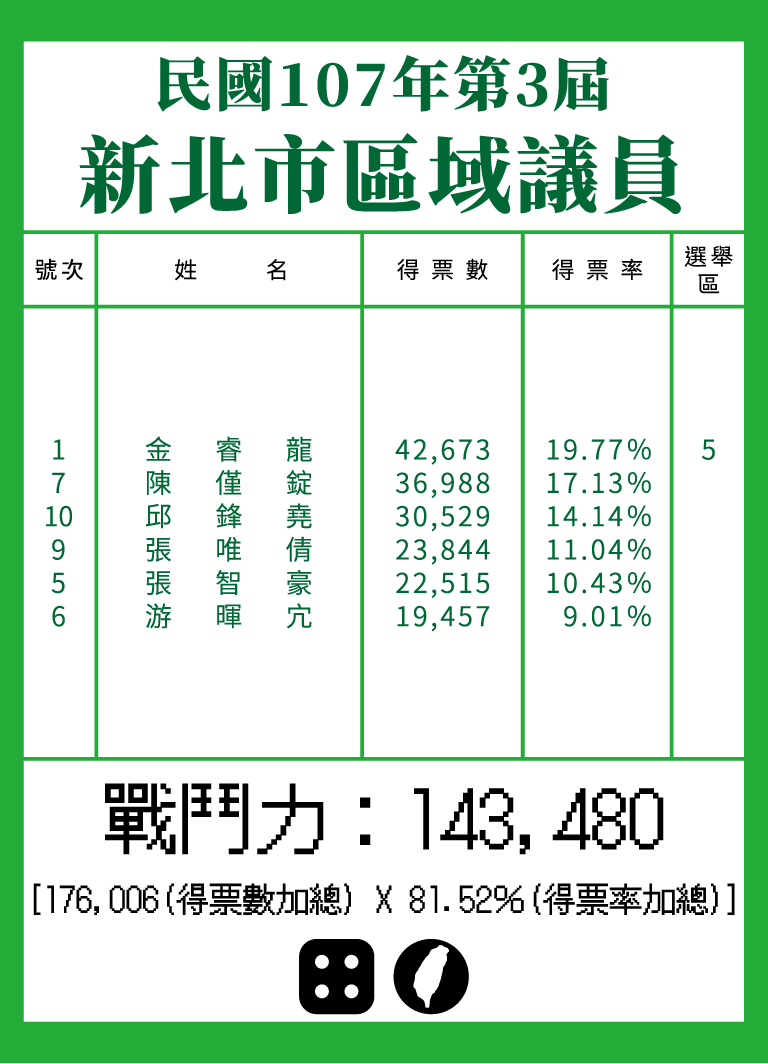 民國107年第3屆
新北市區域議員
號次 姓名 得票數 得票率 選舉區
1 金睿龍 42,673 19.77% 5
7 陳僅錠 36,988 17.13%
10 邱鋒堯 30,529 14.14%
9 張唯倩 23,844 11.04%
5 張智豪 22,515 10.43%
6 游暉宂 19,457 9.01%
戰鬥力：143,480
[176,006(得票數加總) X 81.52%(得票率加總)]